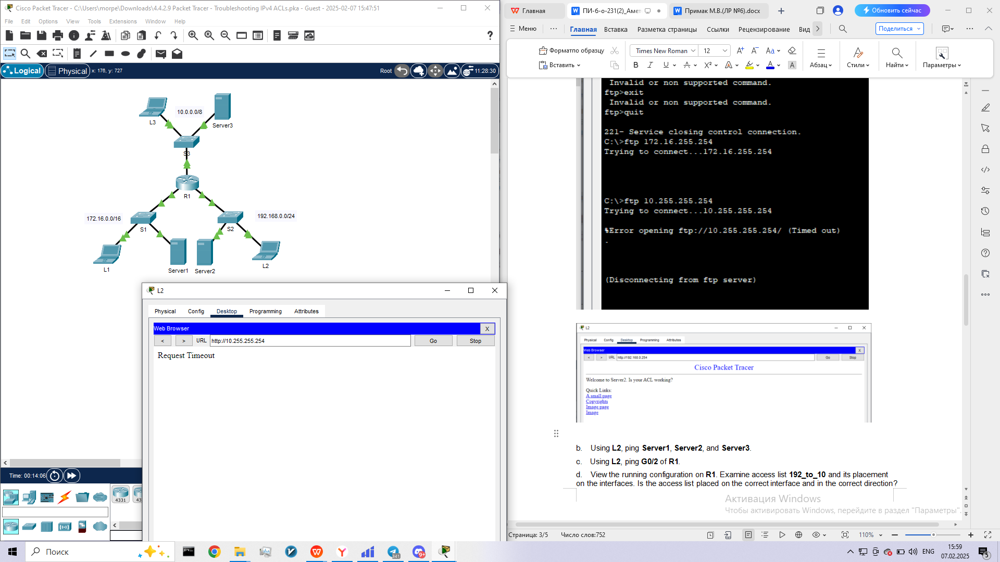 Cisco Packet Tracer - C:\Users\morpe\Downloads\4.4.2.9 Packet Tracer - Troubleshooting IPv4 ACLs.pka - Guest - 2025-02-07 15:47:51
File Edit Options View Tools Extensions Window Help
Logical Physical x: 176, y: 727
Root 11:28:30
L3
10.0.0.0/8
Server3
S3
R1
172.16.0.0/16
192.168.0.0/24
S1
S2
L1
Server1
Server2
L2
Time: 00:14:06
4331
L2
Physical Config Desktop Programming Attributes
Web Browser X
< > URL http://10.255.255.254 Go Stop
Request Timeout
Главная
ПИ-б-о-231(2)_Амет
Примак М.В.(ЛР №6).docx
Обновить сейчас
Меню Главная Вставка Разметка страницы Ссылки Рецензирование Вид
Поделиться
Формат по образцу
Вставить
Times New Roman 12
Абзац Стили Найти Параметры
Invalid or non supported command.
ftp>exit
Invalid or non supported command.
ftp>quit
221- Service closing control connection.
C:\>ftp 172.16.255.254
Trying to connect...172.16.255.254
C:\>ftp 10.255.255.254
Trying to connect...10.255.255.254
%Error opening ftp://10.255.255.254/ (Timed out)
.
(Disconnecting from ftp server)
L2
Physical Config Desktop Programming Attributes
Web Browser X
< > URL http://192.168.0.254 Go Stop
Cisco Packet Tracer
Welcome to Server2. Is your ACL working?
Quick Links:
A small page
Copyrights
Image page
Image
b. Using L2, ping Server1, Server2, and Server3.
c. Using L2, ping G0/2 of R1.
d. View the running configuration on R1. Examine access list 192_to_10 and its placement
on the interfaces. Is the access list placed on the correct interface and in the correct direction?
Активация Windows
Чтобы активировать Windows, перейдите в раздел "Параметры".
Страница: 3/5 Число слов:752
110%
Поиск
341
9+
ENG
15:59
07.02.2025
5